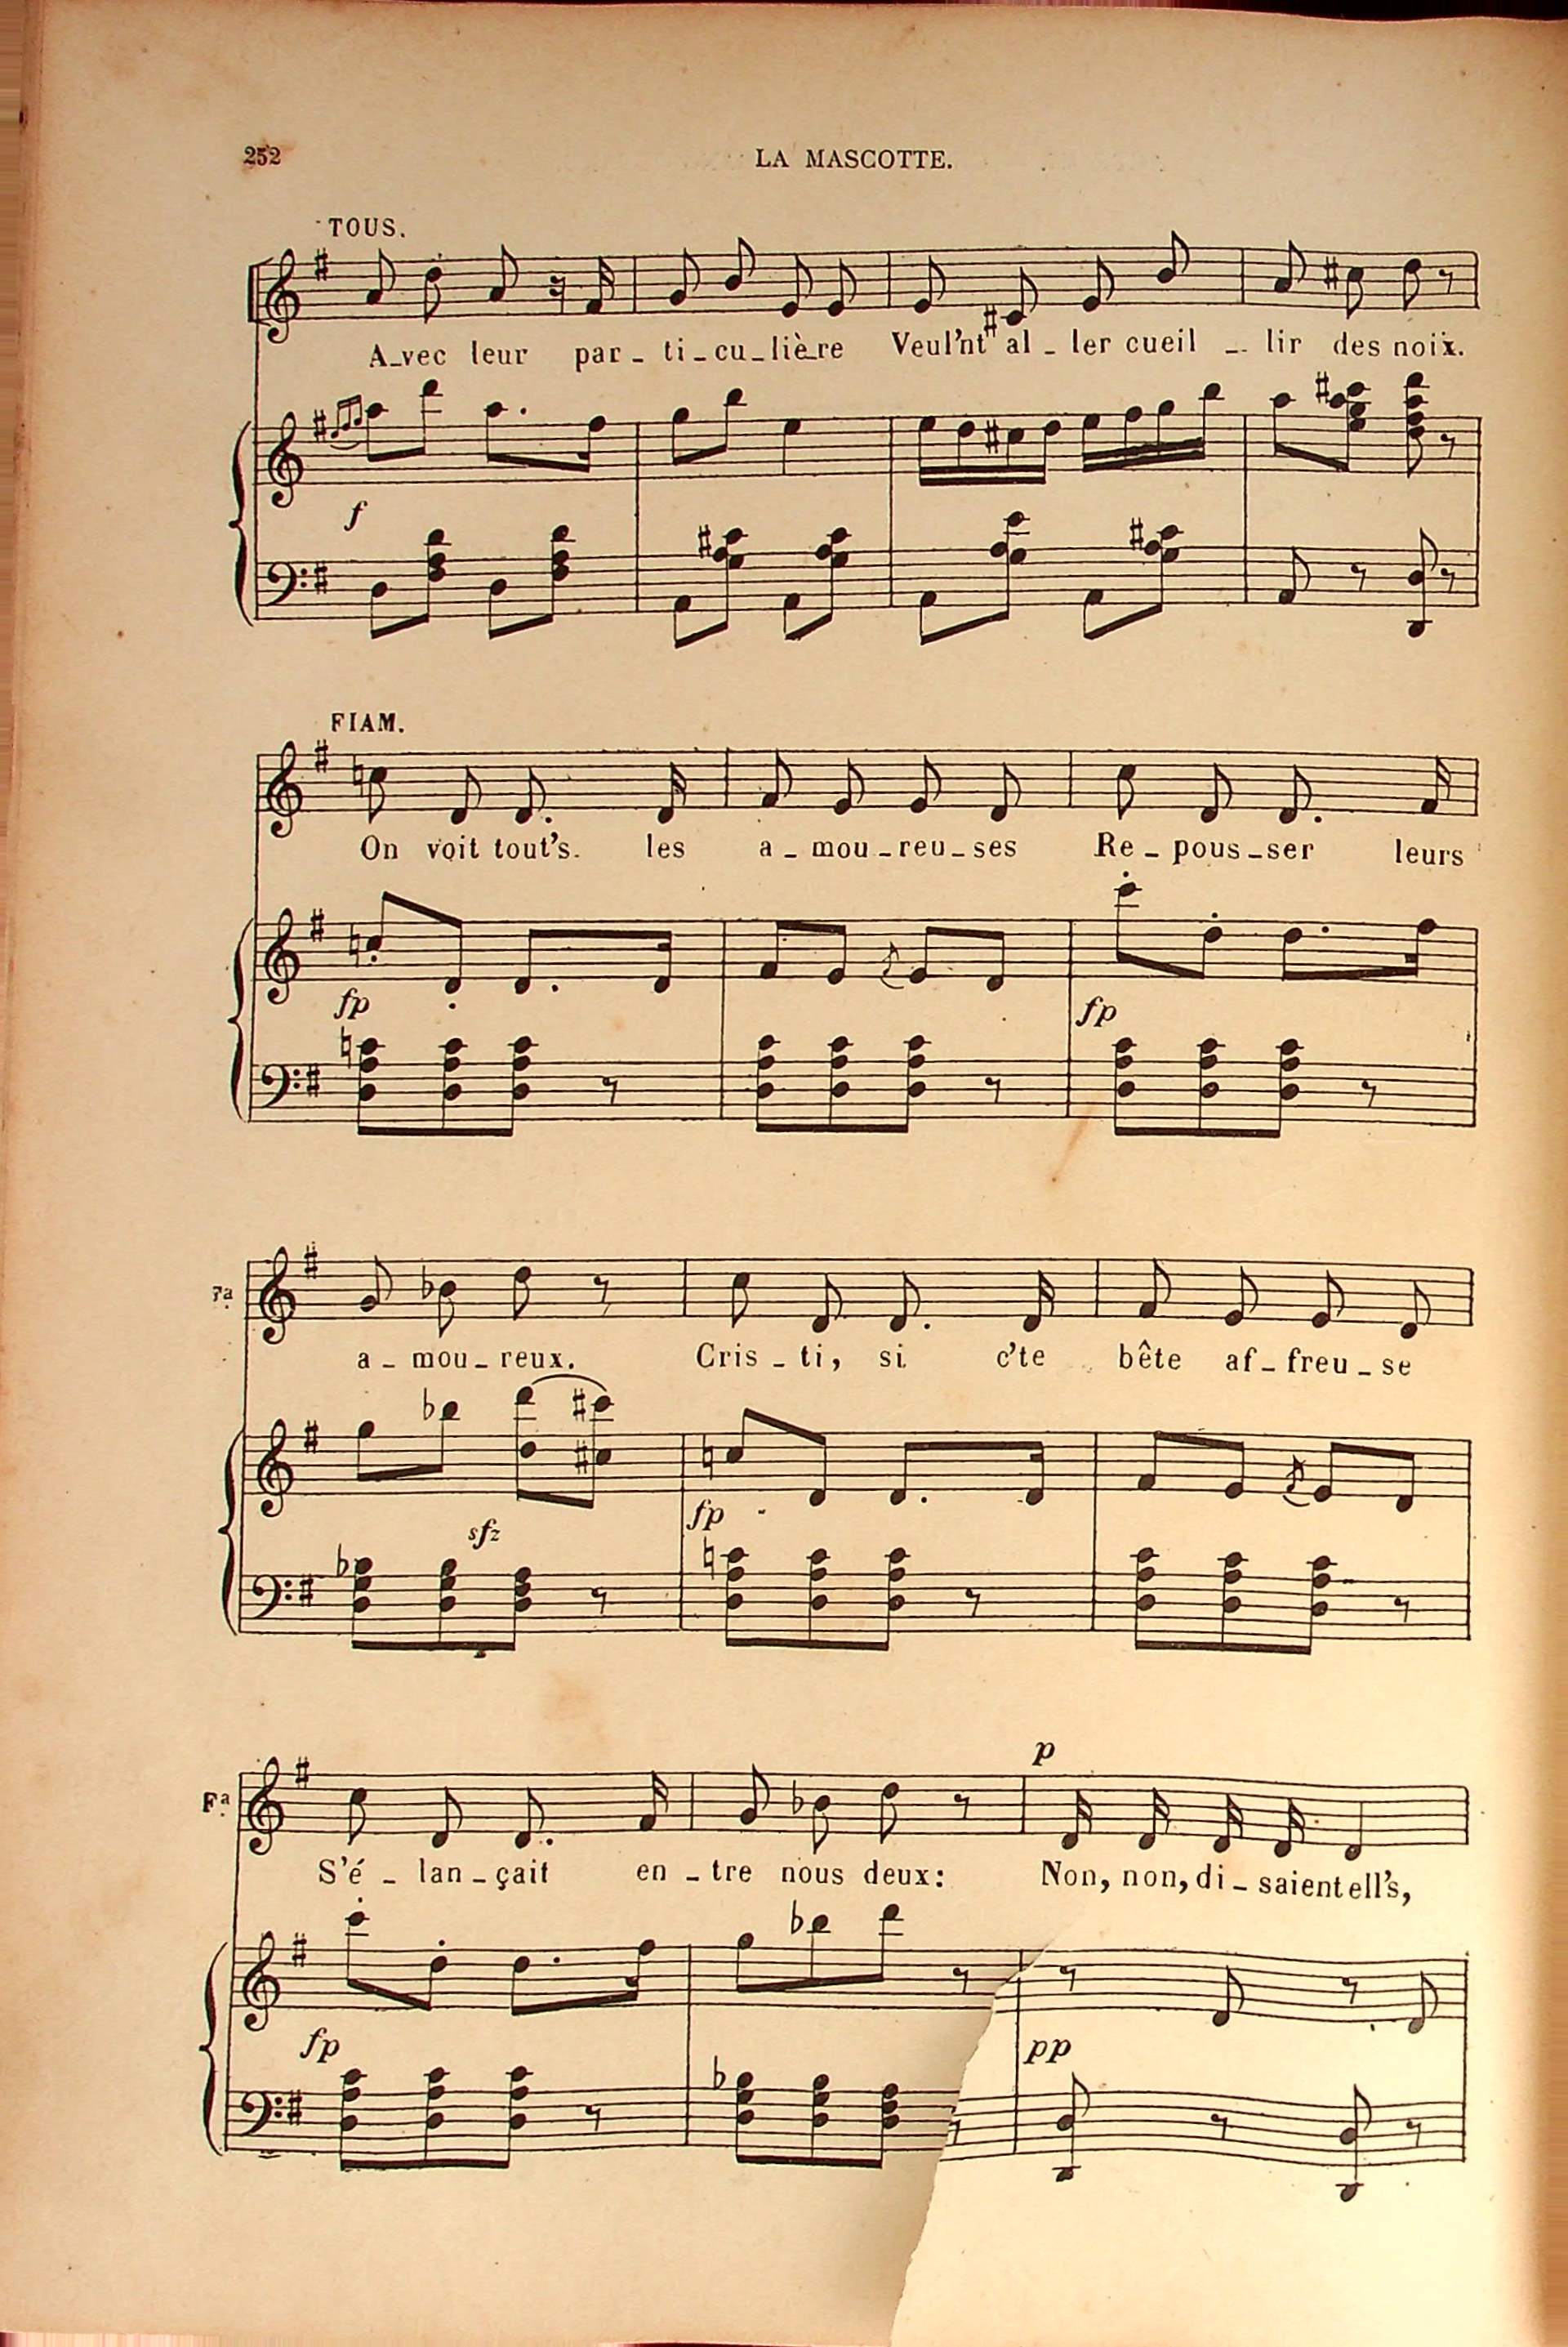 252
LA MASCOTTE.
TOUS.
A_vec leur par_ti_cu_liè_re Veul'nt al_ler cueil_lir des noix.
f
FIAM.
On voit tout's les a_mou_reu_ses Re_pous_ser leurs
fp fp
Fa
a_mou_reux. Cris_ti, si c'te bête af_freu_se
sfz fp
Fa
p
S'é_lan_çait en_tre nous deux: Non, non, di_saient ell's,
fp pp